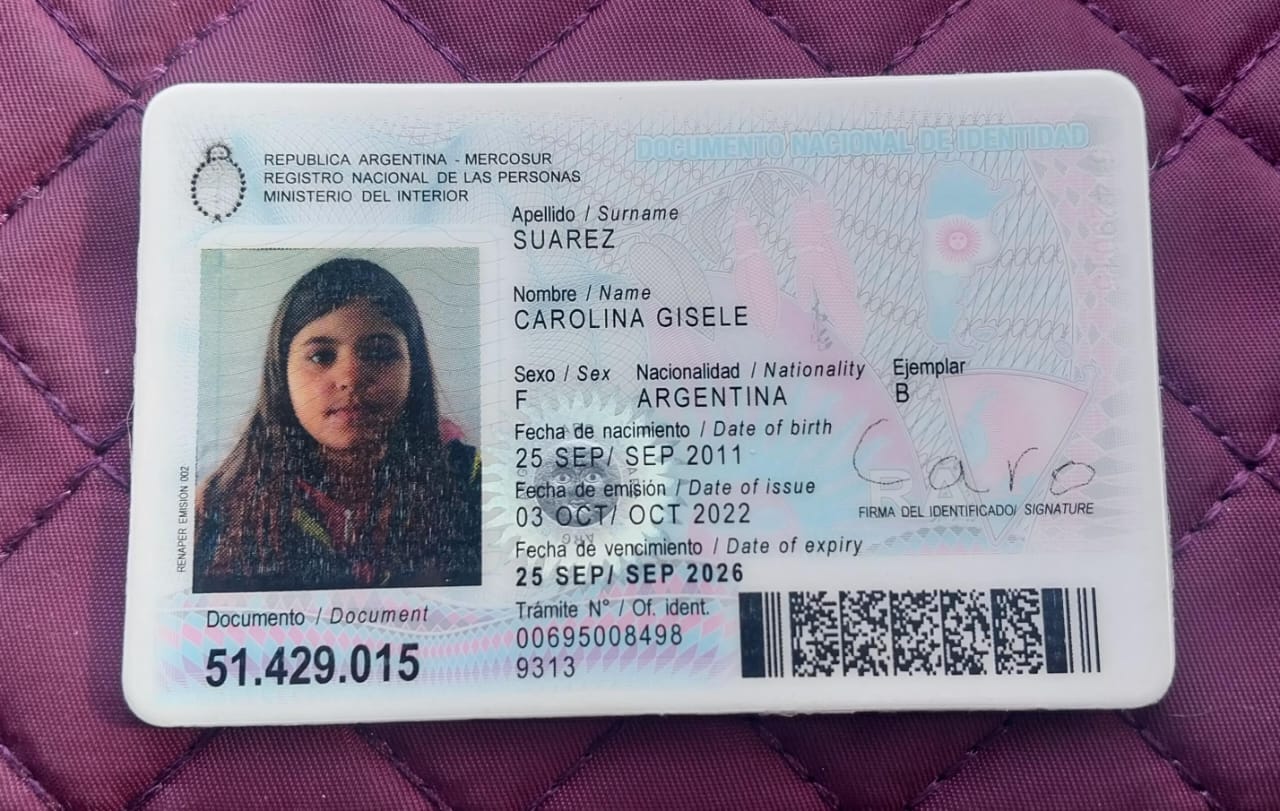 REPUBLICA ARGENTINA - MERCOSUR
REGISTRO NACIONAL DE LAS PERSONAS
MINISTERIO DEL INTERIOR
DOCUMENTO NACIONAL DE IDENTIDAD
Apellido / Surname
SUAREZ
Nombre / Name
CAROLINA GISELE
Sexo / Sex Nacionalidad / Nationality Ejemplar
F ARGENTINA B
Fecha de nacimiento / Date of birth
25 SEP/ SEP 2011
Fecha de emisión / Date of issue
03 OCT/ OCT 2022
Caro
FIRMA DEL IDENTIFICADO/ SIGNATURE
Fecha de vencimiento / Date of expiry
25 SEP/ SEP 2026
RENAPER EMISIÓN 002
Documento / Document
51.429.015
Trámite N° / Of. ident.
00695008498
9313